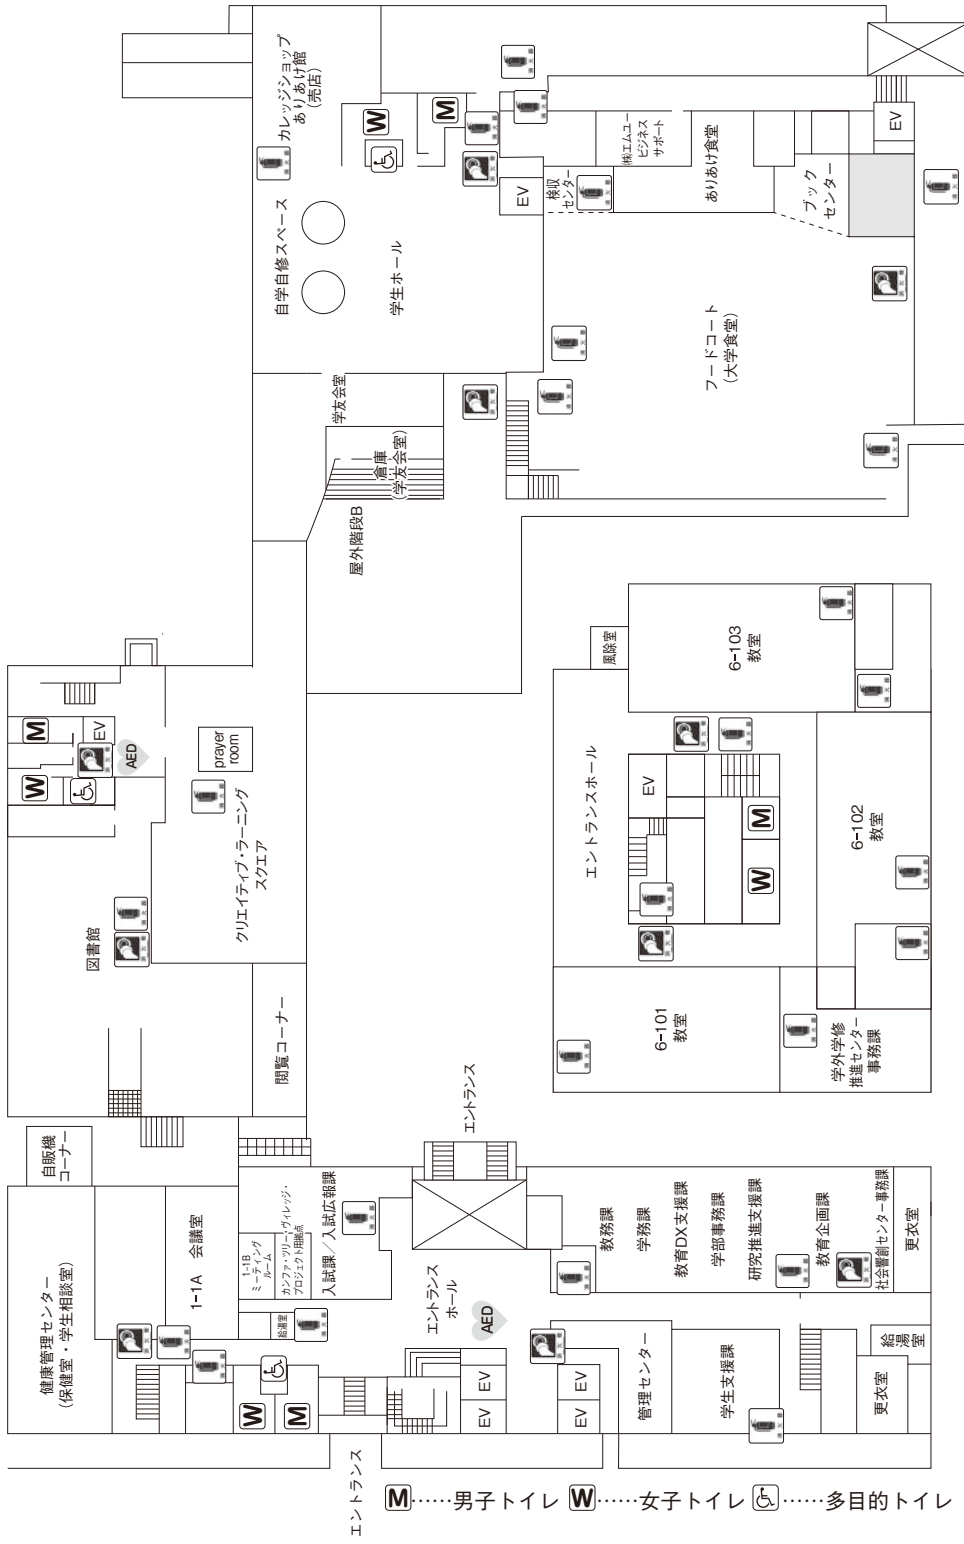 カレッジショップ
ありあけ館
(売店)
W
M
自学自修スペース
学生ホール
EV
検収
センター
㈱エムユー
ビジネス
サポート
ありあけ食堂
ブック
センター
EV
フードコート
(大学食堂)
学友会室
倉庫
(学友会室)
屋外階段B
M
W
EV
AED
prayer
room
クリエイティブ・ラーニング
スクエア
図書館
閲覧コーナー
風除室
6-103
教室
エントランスホール
EV
M
W
6-102
教室
6-101
教室
学外学修
推進センター
事務課
自販機
コーナー
健康管理センター
(保健室・学生相談室)
1-1A 会議室
1-1B
ミーティング
ルーム
カンファ・ツリー・ヴィレッジ・
プロジェクト用拠点
入試課/入試広報課
給湯室
W
M
エントランス
エントランス
ホール
AED
EV
EV
EV
EV
エントランス
教務課
学務課
教育DX支援課
学部事務課
研究推進支援課
教育企画課
社会響創センター事務課
更衣室
管理センター
学生支援課
給湯室
更衣室
M……男子トイレ W……女子トイレ ……多目的トイレ